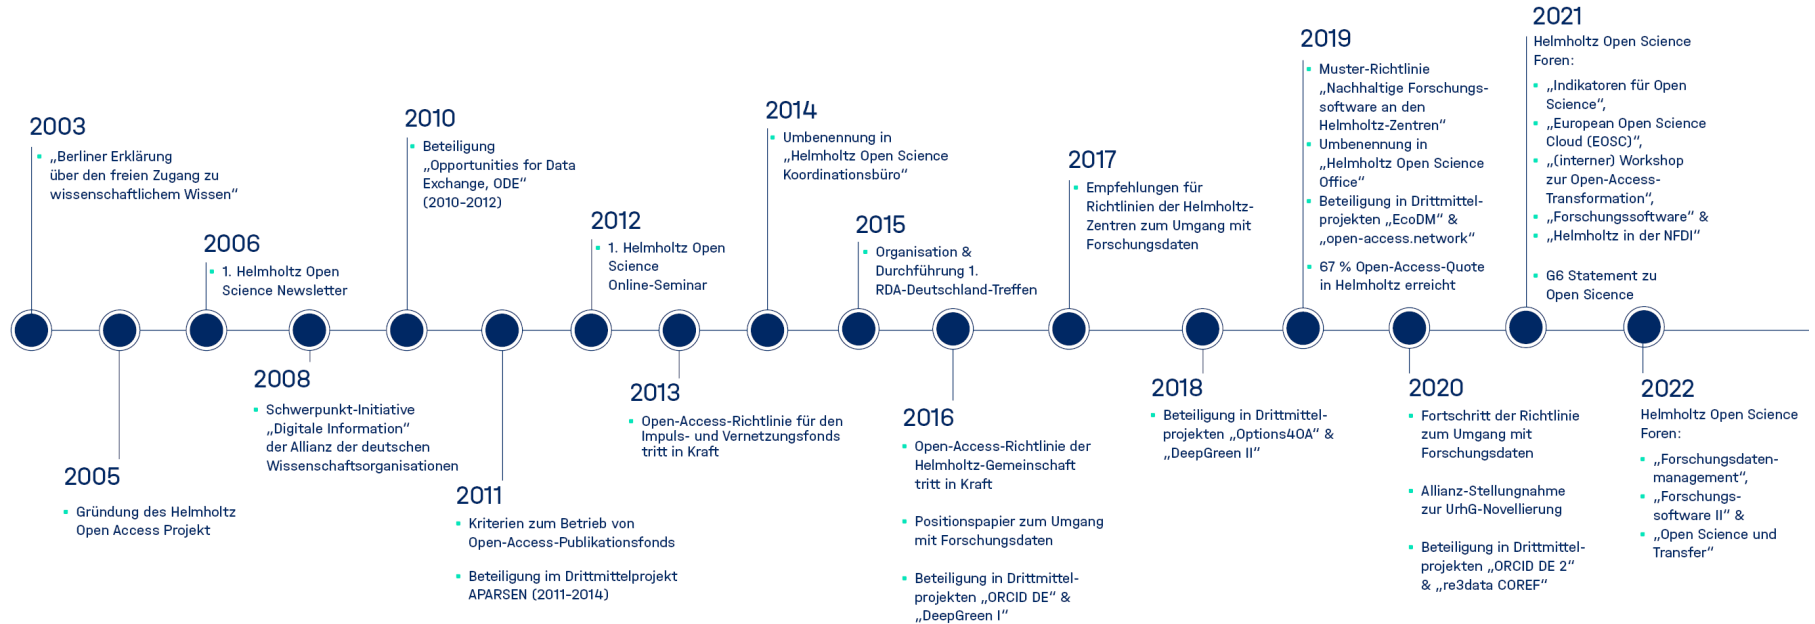 2003
„Berliner Erklärung
über den freien Zugang zu
wissenschaftlichem Wissen“
2005
Gründung des Helmholtz
Open Access Projekt
2006
1. Helmholtz Open
Science Newsletter
2008
Schwerpunkt-Initiative
„Digitale Information“
der Allianz der deutschen
Wissenschaftsorganisationen
2010
Beteiligung
„Opportunities for Data
Exchange, ODE“
(2010–2012)
2011
Kriterien zum Betrieb von
Open-Access-Publikationsfonds
Beteiligung im Drittmittelprojekt
APARSEN (2011–2014)
2012
1. Helmholtz Open
Science
Online-Seminar
2013
Open-Access-Richtlinie für den
Impuls- und Vernetzungsfonds
tritt in Kraft
2014
Umbenennung in
„Helmholtz Open Science
Koordinationsbüro“
2015
Organisation &
Durchführung 1.
RDA-Deutschland-Treffen
2016
Open-Access-Richtlinie der
Helmholtz-Gemeinschaft
tritt in Kraft
Positionspapier zum Umgang
mit Forschungsdaten
Beteiligung in Drittmittel-
projekten „ORCID DE“ &
„DeepGreen I“
2017
Empfehlungen für
Richtlinien der Helmholtz-
Zentren zum Umgang mit
Forschungsdaten
2018
Beteiligung in Drittmittel-
projekten „Options4OA“ &
„DeepGreen II“
2019
Muster-Richtlinie
„Nachhaltige Forschungs-
software an den
Helmholtz-Zentren“
Umbenennung in
„Helmholtz Open Science
Office“
Beteiligung in Drittmittel-
projekten „EcoDM“ &
„open-access.network“
67 % Open-Access-Quote
in Helmholtz erreicht
2020
Fortschritt der Richtlinie
zum Umgang mit
Forschungsdaten
Allianz-Stellungnahme
zur UrhG-Novellierung
Beteiligung in Drittmittel-
projekten „ORCID DE 2“
& „re3data COREF“
2021
Helmholtz Open Science
Foren:
„Indikatoren für Open
Science“,
„European Open Science
Cloud (EOSC)“,
„(interner) Workshop
zur Open-Access-
Transformation“,
„Forschungssoftware“ &
„Helmholtz in der NFDI“
G6 Statement zu
Open Sicence
2022
Helmholtz Open Science
Foren:
„Forschungsdaten-
management“,
„Forschungs-
software II“ &
„Open Science und
Transfer“